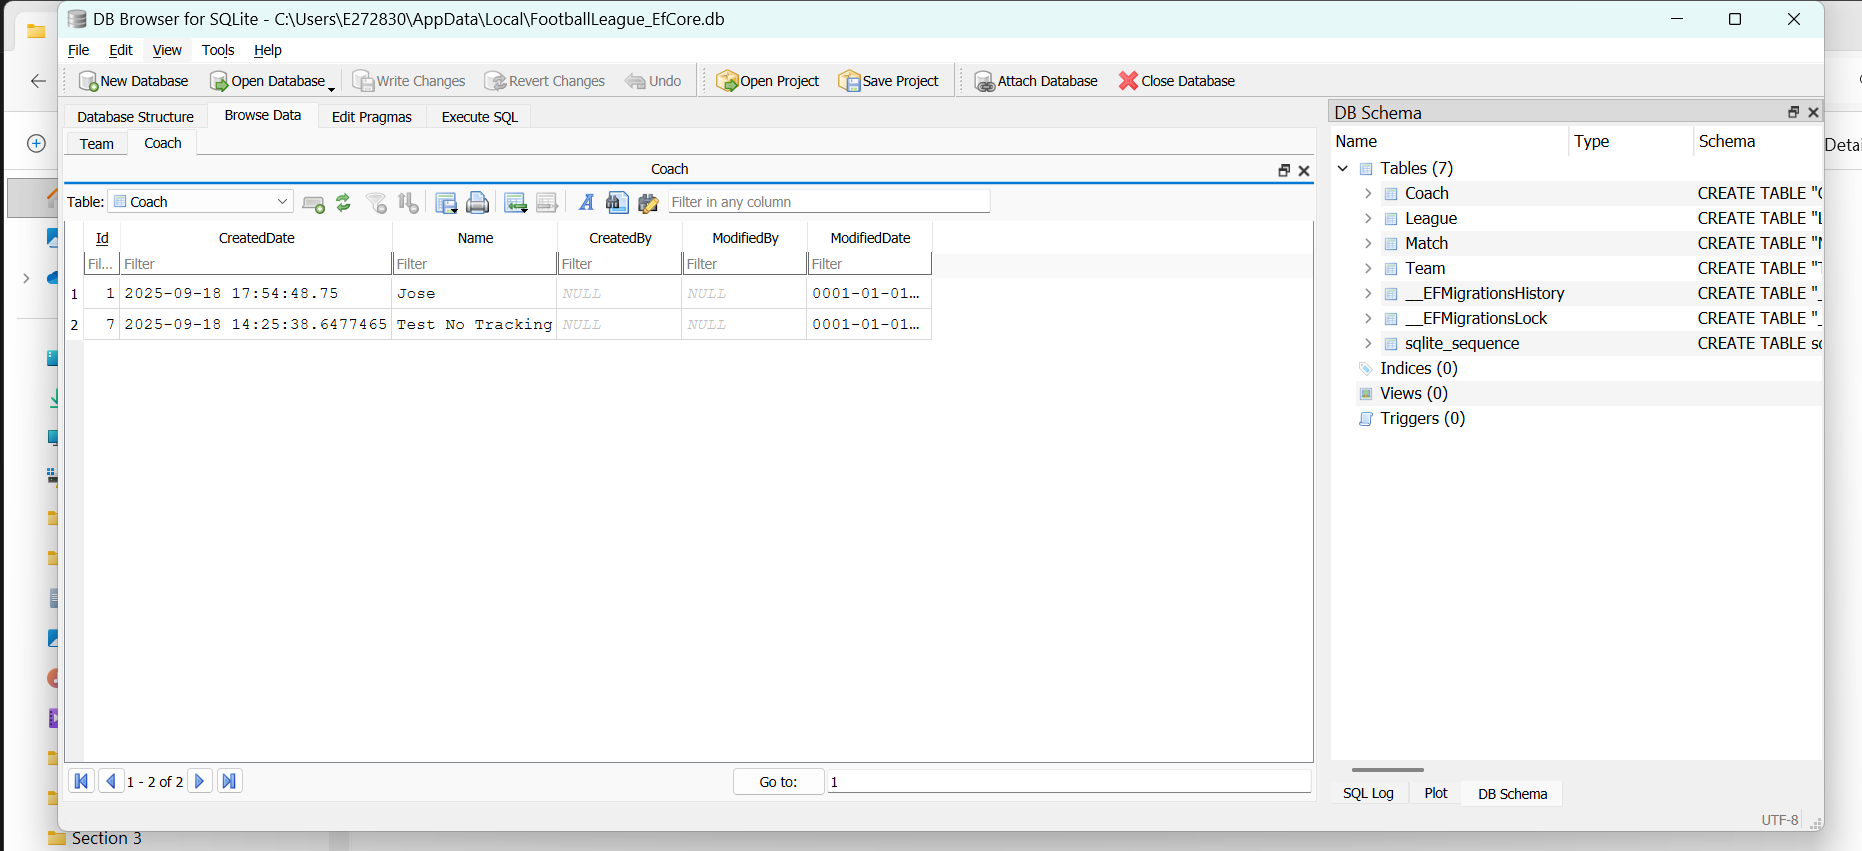 DB Browser for SQLite - C:\Users\E272830\AppData\Local\FootballLeague_EfCore.db
File Edit View Tools Help
New Database Open Database Write Changes Revert Changes Undo Open Project Save Project Attach Database Close Database
Database Structure Browse Data Edit Pragmas Execute SQL
Team Coach
Coach
Table: Coach Filter in any column
Id CreatedDate Name CreatedBy ModifiedBy ModifiedDate
Fil... Filter Filter Filter Filter Filter
1 1 2025-09-18 17:54:48.75 Jose NULL NULL 0001-01-01...
2 7 2025-09-18 14:25:38.6477465 Test No Tracking NULL NULL 0001-01-01...
1 - 2 of 2 Go to: 1
DB Schema
Name Type Schema
Tables (7)
Coach CREATE TABLE "C
League CREATE TABLE "L
Match CREATE TABLE "M
Team CREATE TABLE "T
__EFMigrationsHistory CREATE TABLE "_
__EFMigrationsLock CREATE TABLE "_
sqlite_sequence CREATE TABLE sq
Indices (0)
Views (0)
Triggers (0)
SQL Log Plot DB Schema
UTF-8
Detai
Section 3